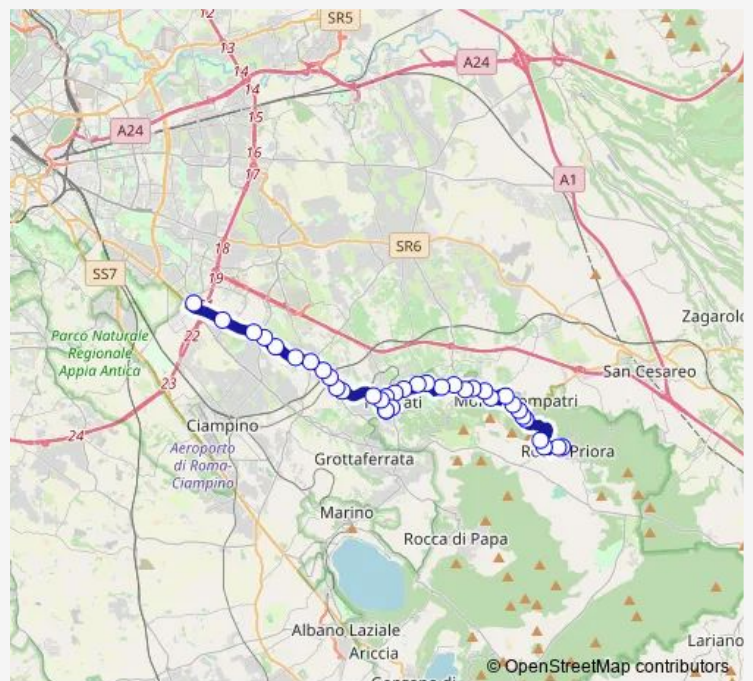 12
SR5
13
14
A24
14
15
A24
16
17
A1
18
SR6
SS7
19
Zagarolo
22
Parco Naturale
Regionale
Appia Antica
San Cesareo
23
24
Ciampino
Aeroporto
di Roma-
Ciampino
Priora
Grottaferrata
Marino
Rocca di Papa
Albano Laziale
Ariccia
Lariano
© OpenStreetMap contributors